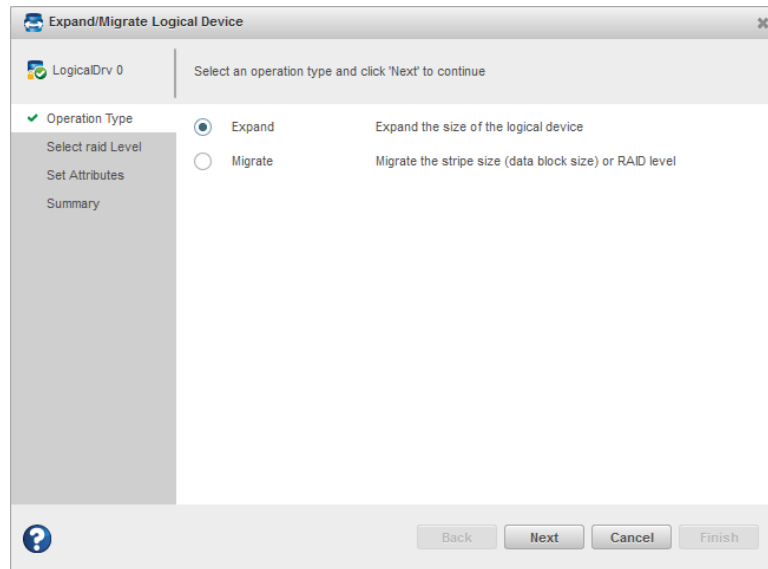 Expand/Migrate Logical Device
LogicalDrv 0
Select an operation type and click 'Next' to continue
Operation Type
Select raid Level
Set Attributes
Summary
Expand Expand the size of the logical device
Migrate Migrate the stripe size (data block size) or RAID level
? Back Next Cancel Finish